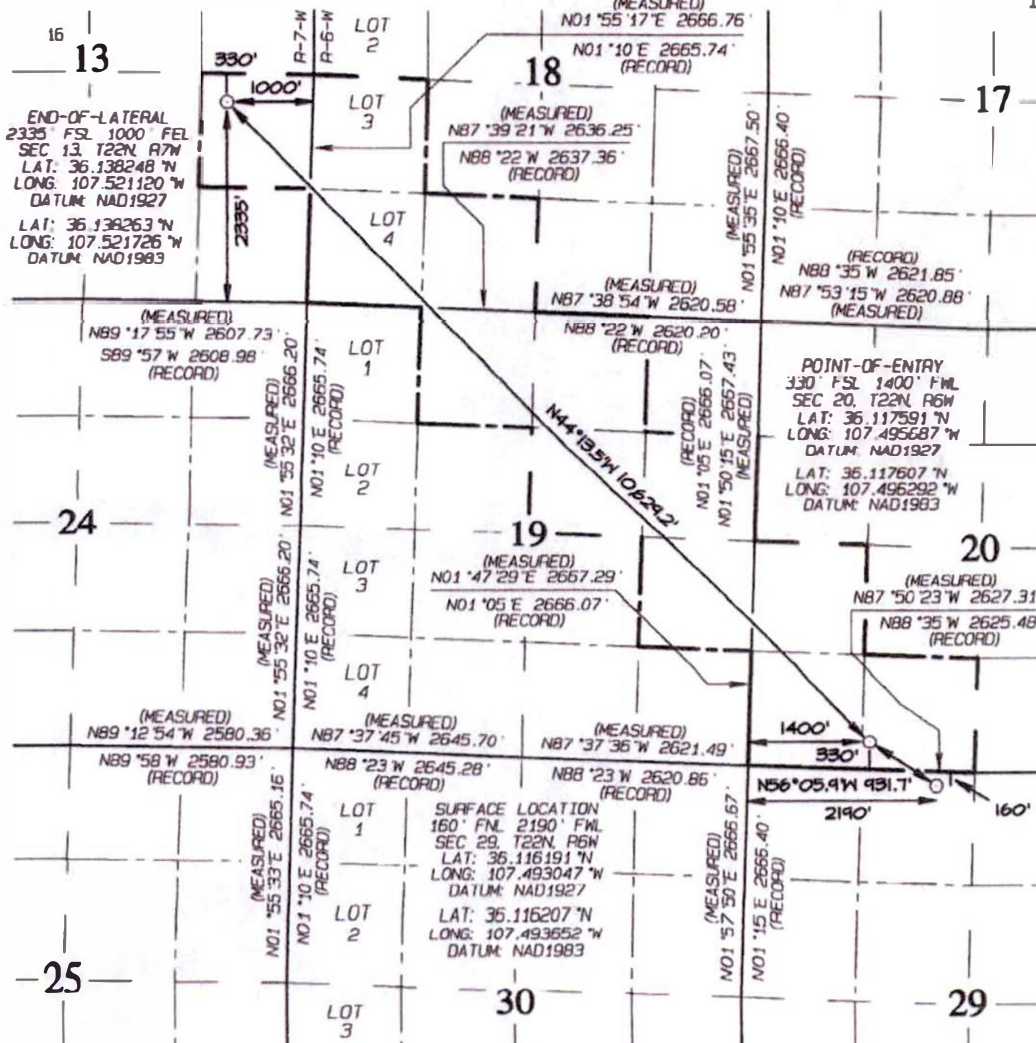 16
13
R-7-W
R-6-W
LOT
2
(MEASURED)
N01°55'17"E 2666.76'
N01°10'E 2665.74'
(RECORD)
18
17
330'
1000'
LOT
3
END-OF-LATERAL
2335' FSL 1000' FEL
SEC 13, T22N, R7W
LAT: 36.138248°N
LONG: 107.521120°W
DATUM: NAD1927
LAT: 36.138263°N
LONG: 107.521726°W
DATUM: NAD1983
2335'
(MEASURED)
N87°39'21"W 2636.25'
N88°22'W 2637.36'
(RECORD)
LOT
4
(MEASURED)
N01°55'35"E 2667.50'
N01°10'E 2666.40'
(RECORD)
(RECORD)
N88°35'W 2621.85'
N87°53'15"W 2620.88'
(MEASURED)
(MEASURED)
N87°38'54"W 2620.58'
N88°22'W 2620.20'
(RECORD)
(MEASURED)
N89°17'55"W 2607.73'
S89°57'W 2608.98'
(RECORD)
LOT
1
(MEASURED)
N01°55'32"E 2666.20'
N01°10'E 2665.74'
(RECORD)
(RECORD)
N01°05'E 2666.07'
N01°50'15"E 2657.43'
(MEASURED)
POINT-OF-ENTRY
330' FSL 1400' FWL
SEC 20, T22N, R6W
LAT: 36.117591°N
LONG: 107.495687°W
DATUM: NAD1927
LAT: 36.117607°N
LONG: 107.496292°W
DATUM: NAD1983
N44°13.5'W 10,629.2'
LOT
2
24
19
20
LOT
3
(MEASURED)
N01°47'29"E 2667.29'
N01°05'E 2666.07'
(RECORD)
(MEASURED)
N87°50'23"W 2627.31'
N88°35'W 2625.48'
(RECORD)
(MEASURED)
N01°55'32"E 2666.20'
N01°10'E 2665.74'
(RECORD)
LOT
4
(MEASURED)
N89°12'54"W 2580.36'
N89°58'W 2580.93'
(RECORD)
(MEASURED)
N87°37'45"W 2645.70'
N88°23'W 2645.28'
(RECORD)
(MEASURED)
N87°37'36"W 2621.49'
N88°23'W 2620.86'
(RECORD)
1400'
330'
N56°05.9'W 931.7'
2190'
160'
(MEASURED)
N01°55'33"E 2665.16'
N01°10'E 2665.74'
(RECORD)
LOT
1
SURFACE LOCATION
160' FNL 2190' FWL
SEC 29, T22N, R6W
LAT: 36.116191°N
LONG: 107.493047°W
DATUM: NAD1927
LAT: 36.116207°N
LONG: 107.493652°W
DATUM: NAD1983
(MEASURED)
N01°57'50"E 2666.67'
N01°15'E 2666.40'
(RECORD)
LOT
2
25
30
29
LOT
3